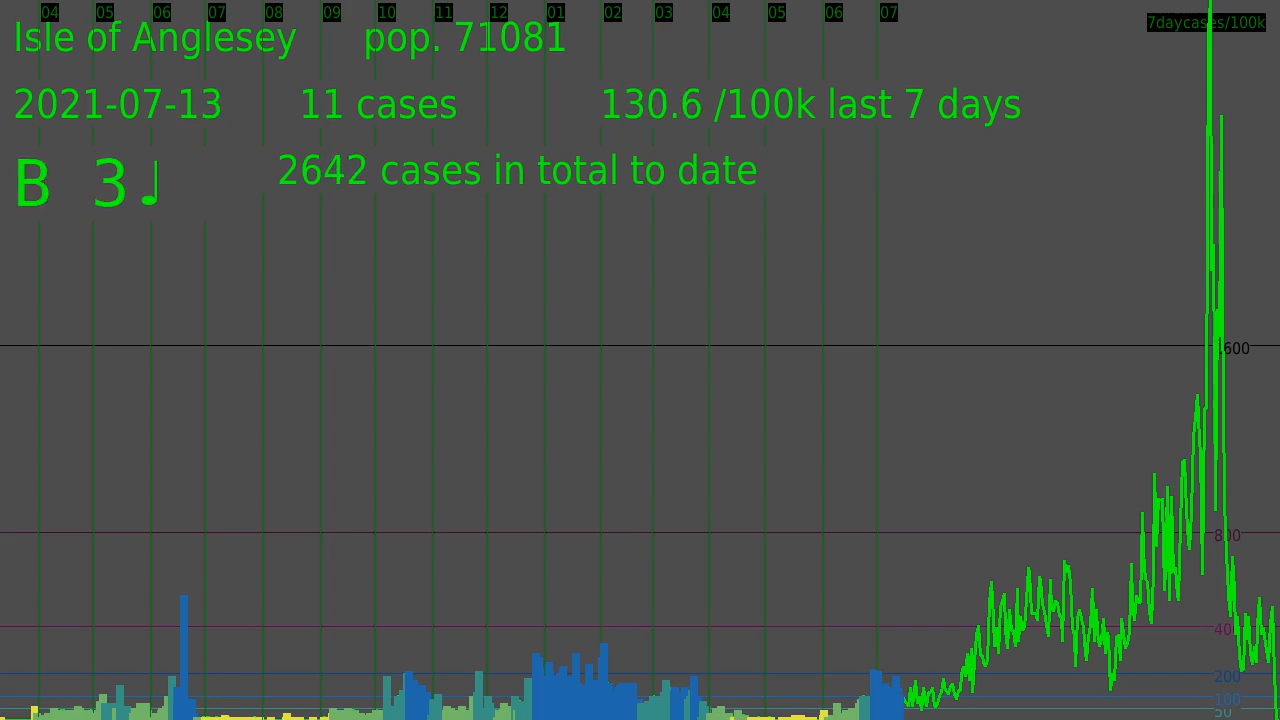 04 05 06 07 08 09 10 11 12 01 02 03 04 05 06 07
7daycases/100k
Isle of Anglesey pop. 71081
2021-07-13 11 cases 130.6 /100k last 7 days
B 3♩ 2642 cases in total to date
1600
800
400
200
100
50